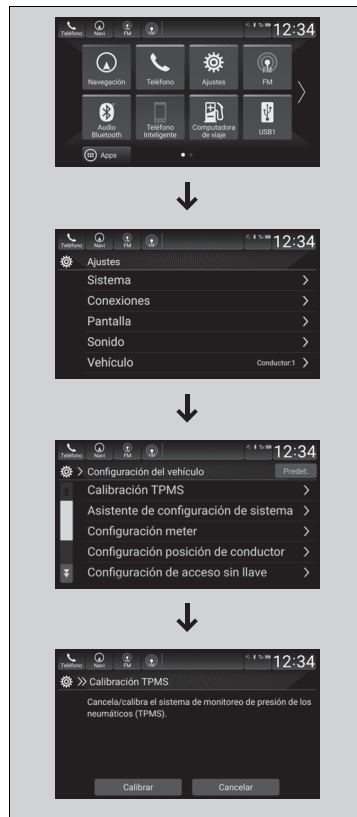 Teléfono Navi FM 12:34
Navegación Teléfono Ajustes FM
Audio Bluetooth Teléfono Inteligente Computadora de viaje USB1
Apps
Teléfono Navi FM 12:34
Ajustes
Sistema
Conexiones
Pantalla
Sonido
Vehículo Conductor:1
Teléfono Navi FM 12:34
Configuración del vehículo Predet.
Calibración TPMS
Asistente de configuración de sistema
Configuración meter
Configuración posición de conductor
Configuración de acceso sin llave
Teléfono Navi FM 12:34
Calibración TPMS
Cancela/calibra el sistema de monitoreo de presión de los
neumáticos (TPMS).
Calibrar Cancelar